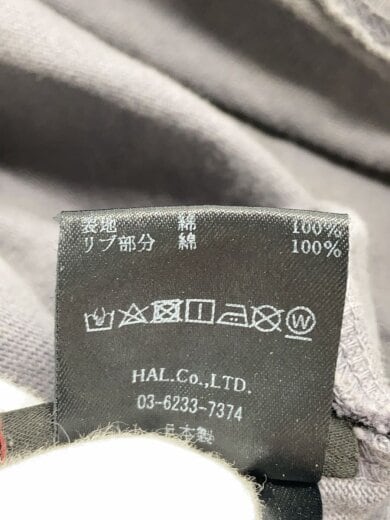 表地 綿 100%
リブ部分 綿 100%
W
HAL.Co.,LTD.
03-6233-7374
日本製